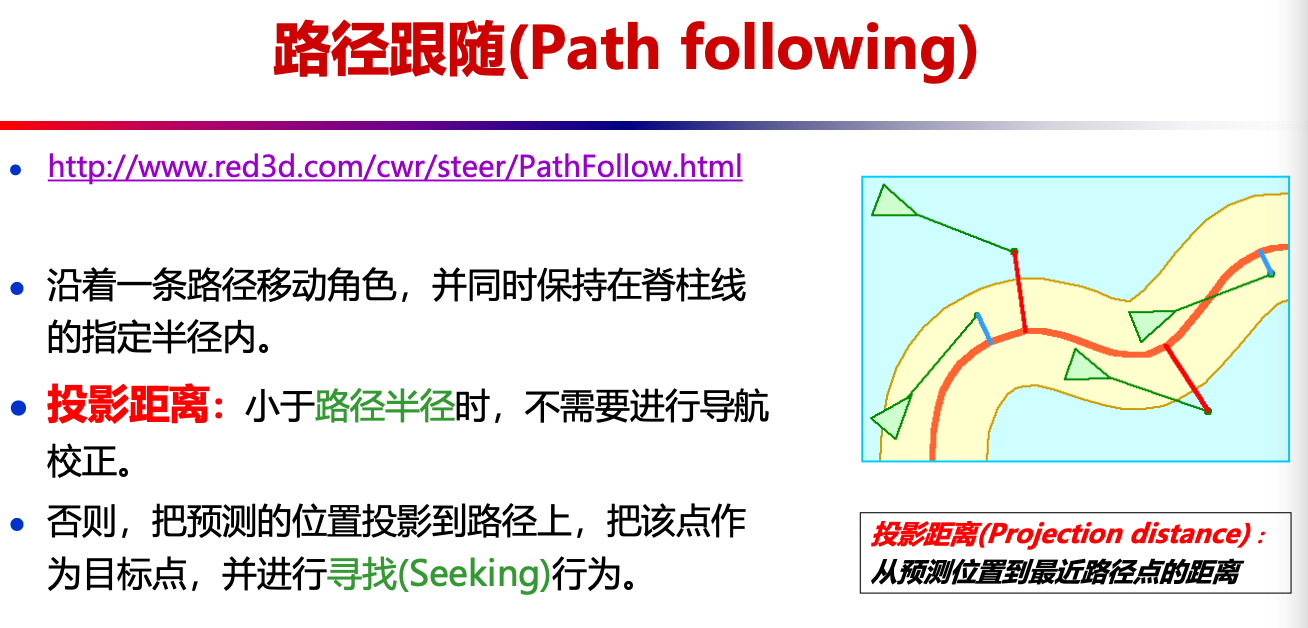 路径跟随(Path following)
http://www.red3d.com/cwr/steer/PathFollow.html
沿着一条路径移动角色，并同时保持在脊柱线
的指定半径内。
投影距离：小于路径半径时，不需要进行导航
校正。
否则，把预测的位置投影到路径上，把该点作
为目标点，并进行寻找(Seeking)行为。
投影距离(Projection distance)：
从预测位置到最近路径点的距离